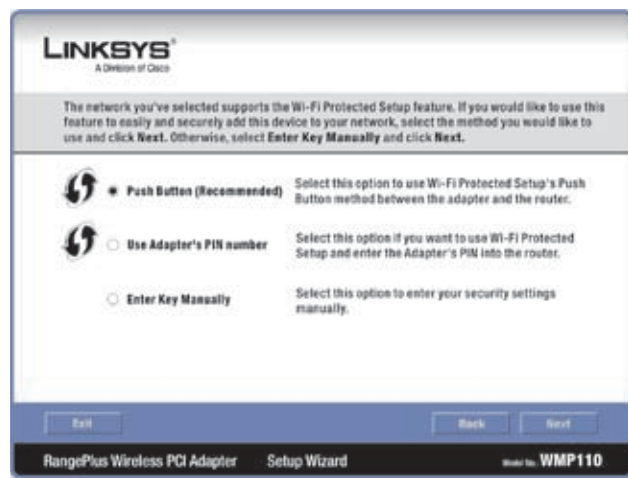 LINKSYS®
A Division of Cisco
The network you've selected supports the Wi-Fi Protected Setup feature. If you would like to use this
feature to easily and securely add this device to your network, select the method you would like to
use and click Next. Otherwise, select Enter Key Manually and click Next.
Push Button (Recommended)
Select this option to use Wi-Fi Protected Setup's Push
Button method between the adapter and the router.
Use Adapter's PIN number
Select this option if you want to use Wi-Fi Protected
Setup and enter the Adapter's PIN into the router.
Enter Key Manually
Select this option to enter your security settings
manually.
Exit
Back
Next
RangePlus Wireless PCI Adapter Setup Wizard Model No. WMP110